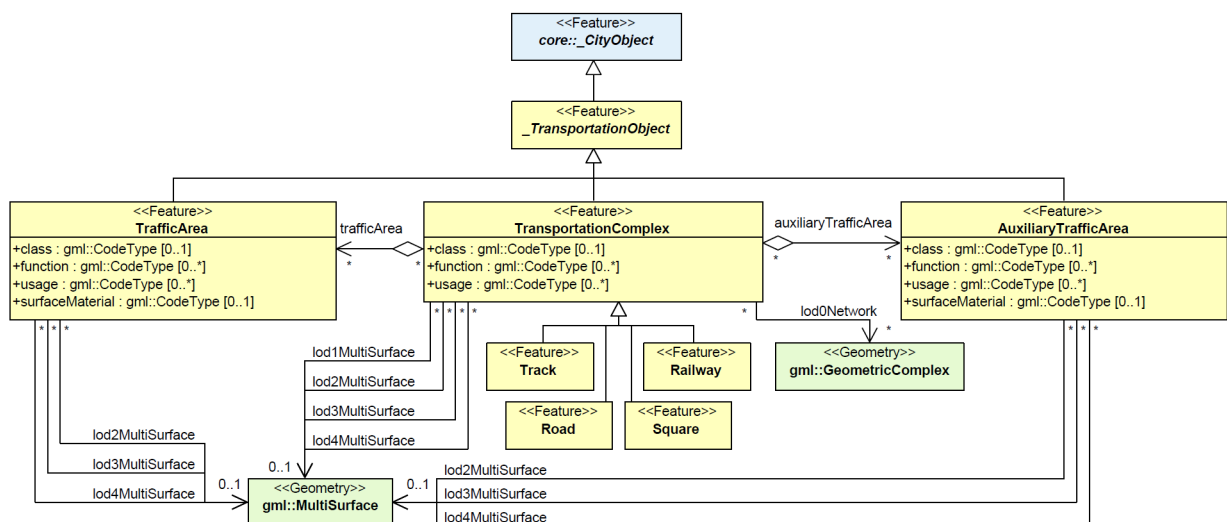 <<Feature>>
core::_CityObject
<<Feature>>
_TransportationObject
<<Feature>>
TrafficArea
+class : gml::CodeType [0..1]
+function : gml::CodeType [0..*]
+usage : gml::CodeType [0..*]
+surfaceMaterial : gml::CodeType [0..1]
trafficArea
*
*
<<Feature>>
TransportationComplex
+class : gml::CodeType [0..1]
+function : gml::CodeType [0..*]
+usage : gml::CodeType [0..*]
auxiliaryTrafficArea
*
*
<<Feature>>
AuxiliaryTrafficArea
+class : gml::CodeType [0..1]
+function : gml::CodeType [0..*]
+usage : gml::CodeType [0..*]
+surfaceMaterial : gml::CodeType [0..1]
* * *
* * * *
*
lod0Network
*
* * *
<<Geometry>>
gml::GeometricComplex
<<Feature>>
Track
<<Feature>>
Railway
<<Feature>>
Road
<<Feature>>
Square
lod1MultiSurface
lod2MultiSurface
lod3MultiSurface
lod4MultiSurface
0..1
lod2MultiSurface
lod3MultiSurface
lod4MultiSurface
0..1
<<Geometry>>
gml::MultiSurface
0..1
lod2MultiSurface
lod3MultiSurface
lod4MultiSurface